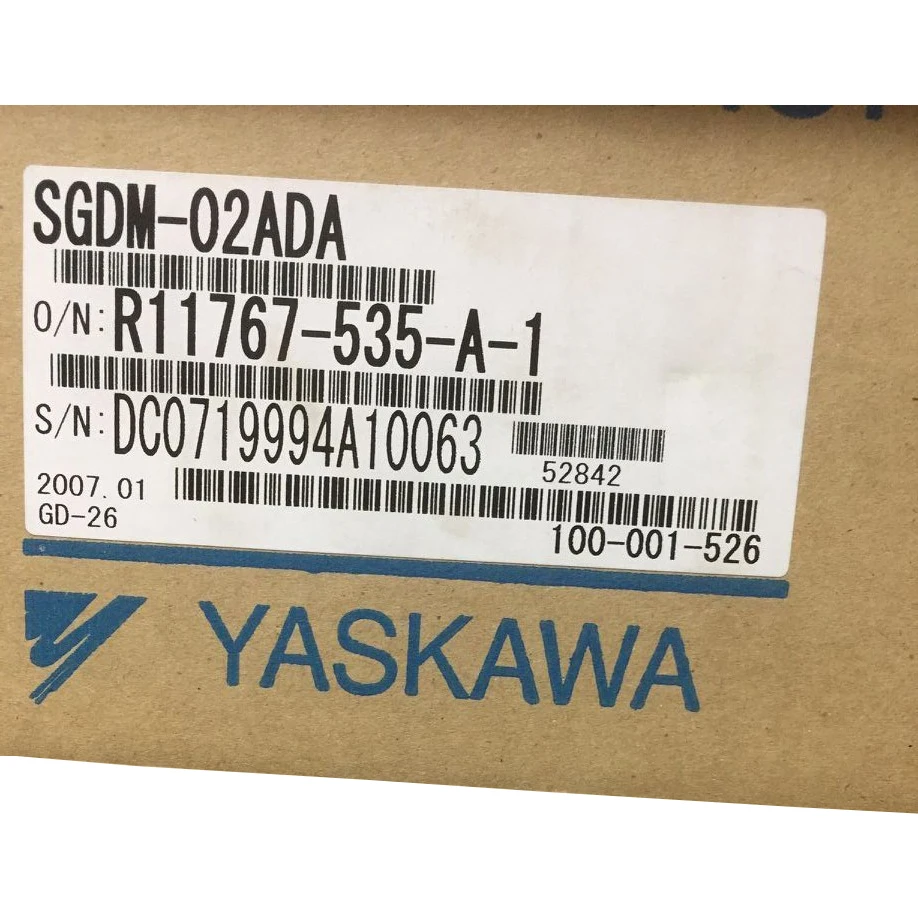 SGDM-02ADA
O/N: R11767-535-A-1
S/N: DC0719994A10063
52842
2007.01
GD-26
100-001-526
YASKAWA